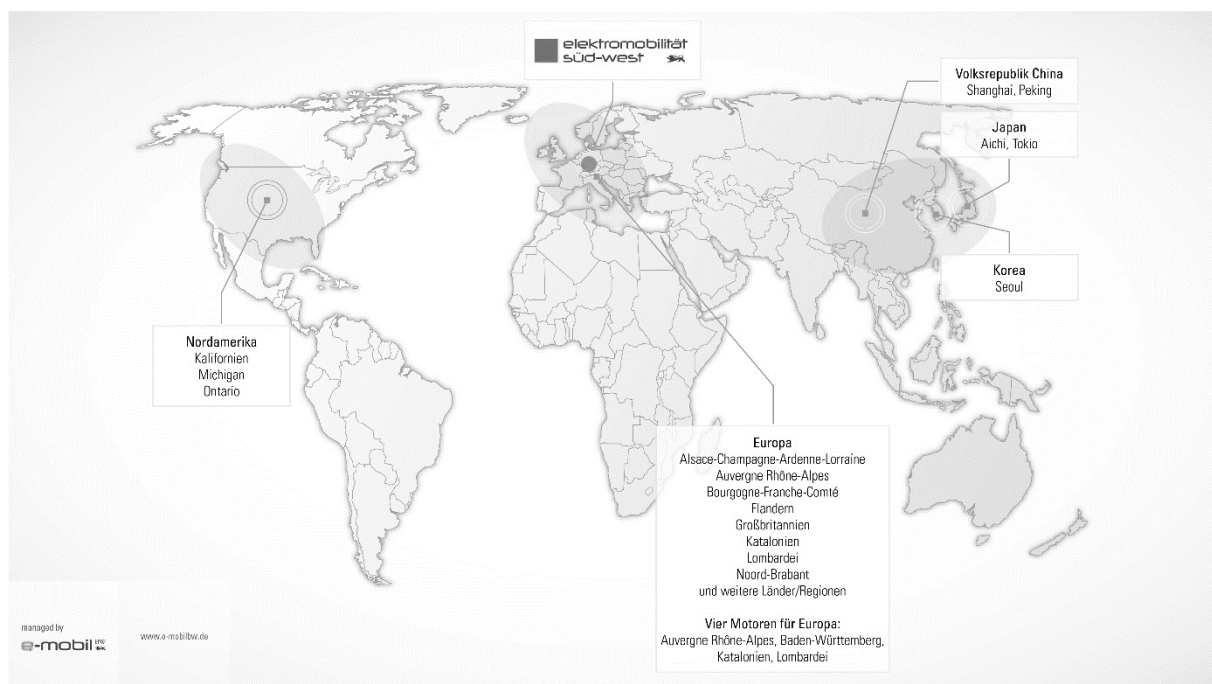 elektromobilität
süd-west
Volksrepublik China
Shanghai, Peking
Japan
Aichi, Tokio
Korea
Seoul
Nordamerika
Kalifornien
Michigan
Ontario
Europa
Alsace-Champagne-Ardenne-Lorraine
Auvergne Rhône-Alpes
Bourgogne-Franche-Comté
Flandern
Großbritannien
Katalonien
Lombardei
Noord-Brabant
und weitere Länder/Regionen
Vier Motoren für Europa:
Auvergne Rhône-Alpes, Baden-Württemberg,
Katalonien, Lombardei
managed by
e-mobil BW
www.e-mobilbw.de